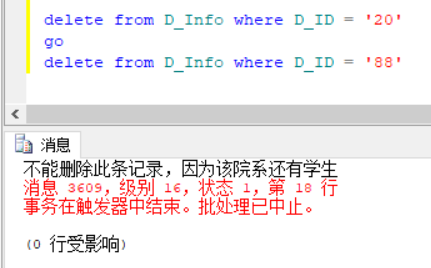 delete from D_Info where D_ID = '20'
go
delete from D_Info where D_ID = '88'
消息
不能删除此条记录，因为该院系还有学生
消息 3609，级别 16，状态 1，第 18 行
事务在触发器中结束。批处理已中止。
(0 行受影响)